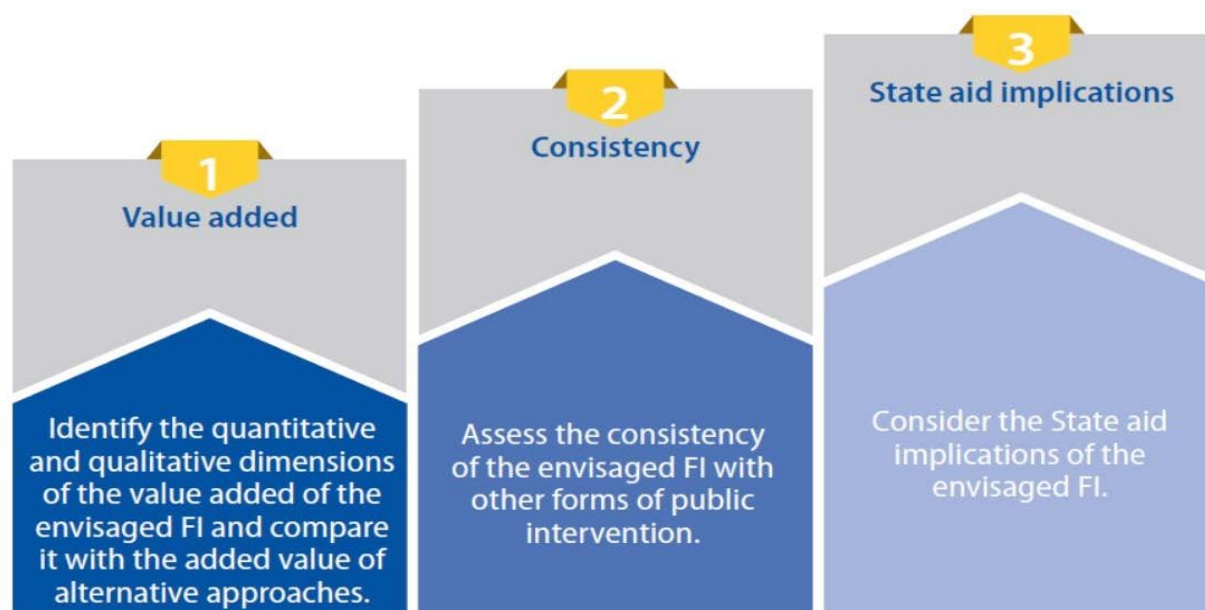 1
Value added
Identify the quantitative
and qualitative dimensions
of the value added of the
envisaged FI and compare
it with the added value of
alternative approaches.
2
Consistency
Assess the consistency
of the envisaged FI with
other forms of public
intervention.
3
State aid implications
Consider the State aid
implications of the
envisaged FI.